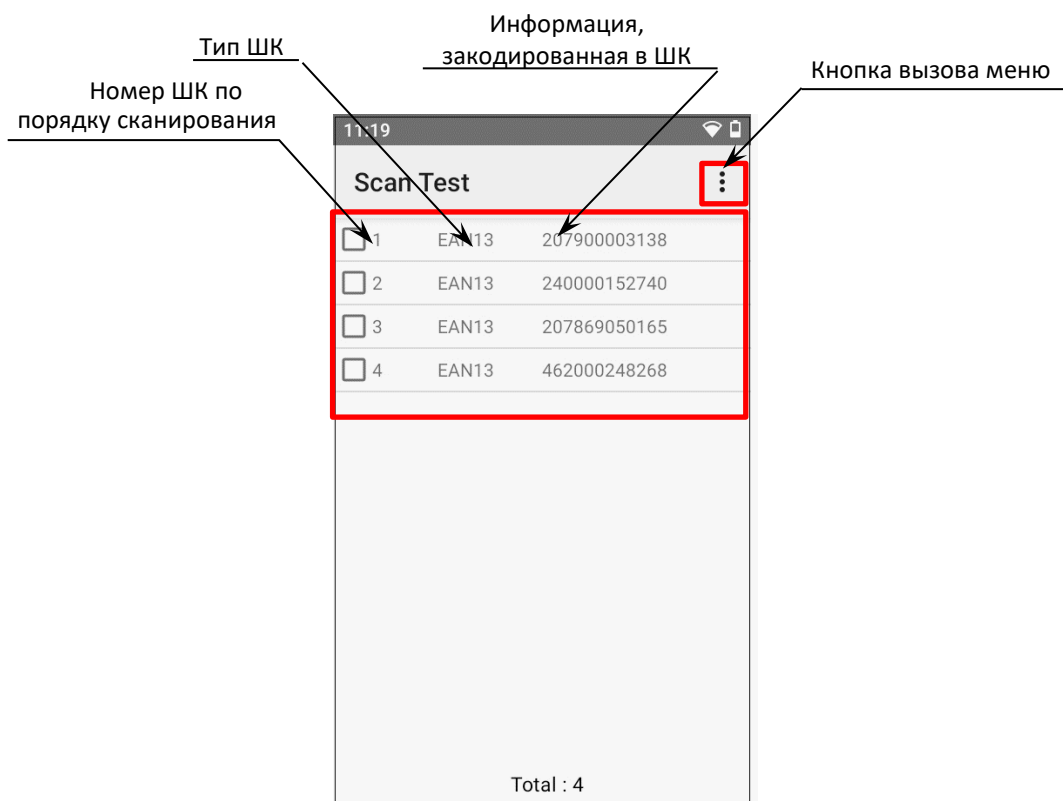 Информация,
закодированная в ШК
Тип ШК
Кнопка вызова меню
Номер ШК по
порядку сканирования
11:19
Scan Test
1 EAN13 207900003138
2 EAN13 240000152740
3 EAN13 207869050165
4 EAN13 462000248268
Total : 4